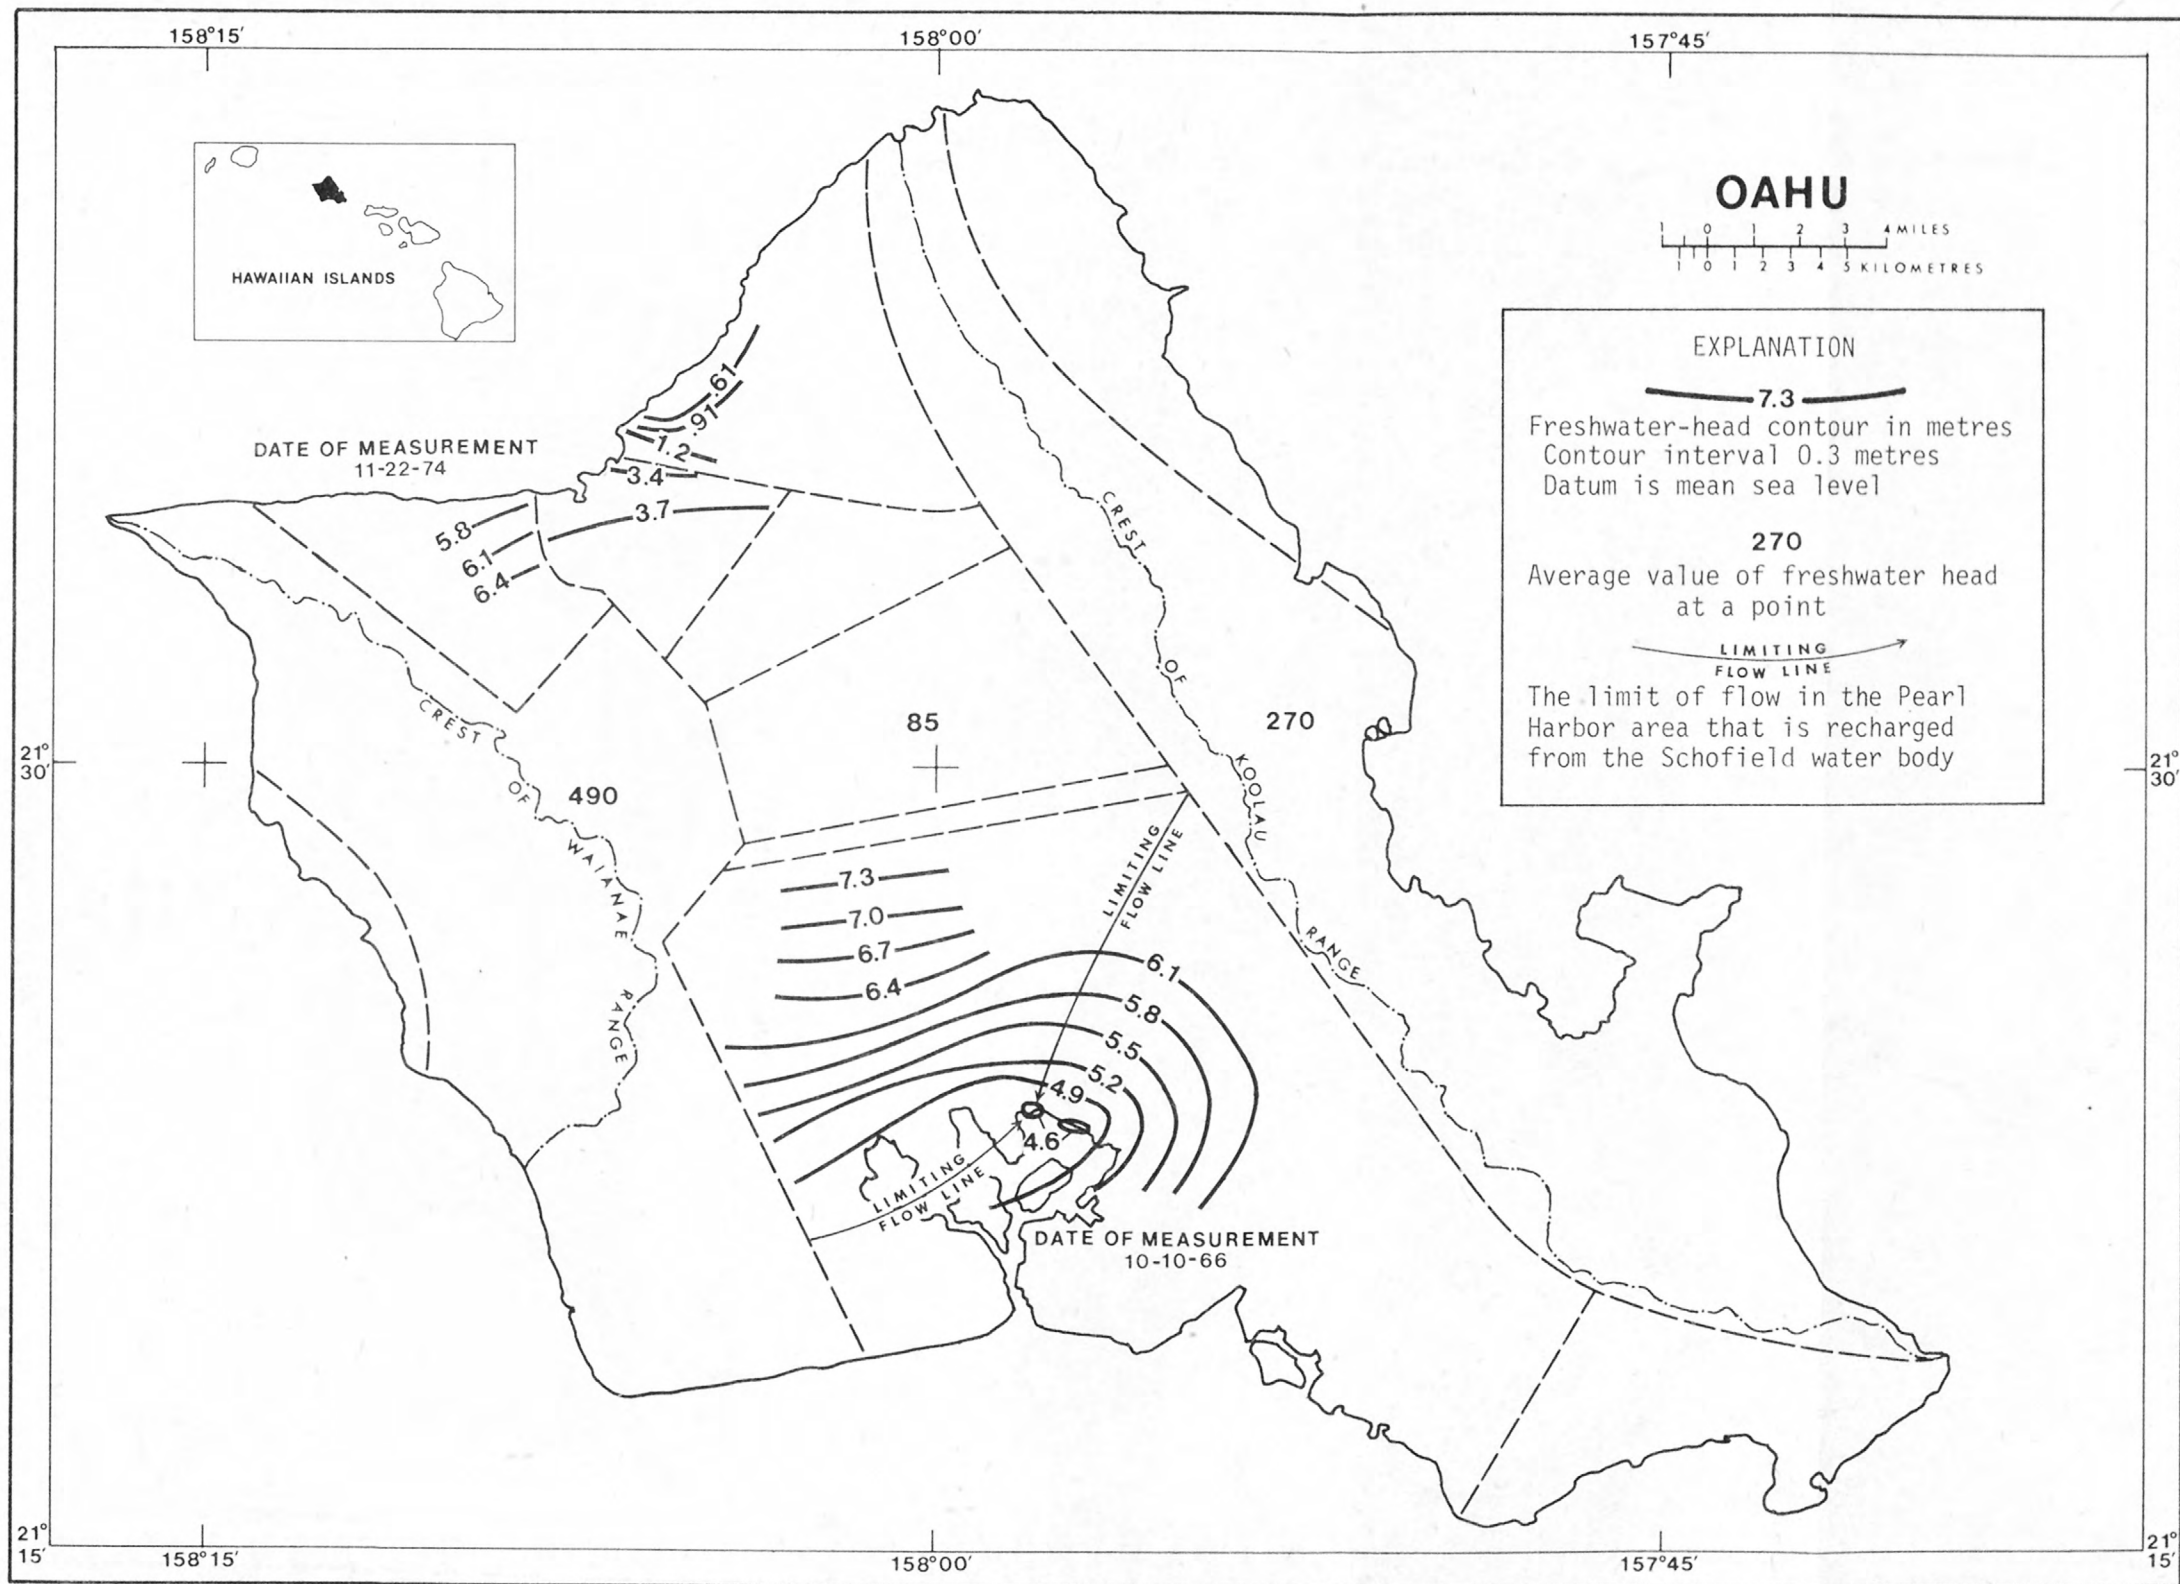 158°15′
158°00′
157°45′
OAHU
1 0 1 2 3 4 MILES
1 0 1 2 3 4 5 KILOMETRES
HAWAIIAN ISLANDS
EXPLANATION
7.3
Freshwater-head contour in metres
Contour interval 0.3 metres
Datum is mean sea level
270
Average value of freshwater head
at a point
LIMITING
FLOW LINE
The limit of flow in the Pearl
Harbor area that is recharged
from the Schofield water body
DATE OF MEASUREMENT
11-22-74
.61
.91
1.2
3.4
3.7
5.8
6.1
6.4
CREST
OF
KOOLAU
RANGE
CREST
OF
WAIANAE
RANGE
85
270
490
21°
30′
21°
30′
7.3
7.0
6.7
6.4
6.1
5.8
5.5
5.2
4.9
4.6
LIMITING
FLOW LINE
LIMITING
FLOW LINE
DATE OF MEASUREMENT
10-10-66
21°
15′
21°
15′
158°15′
158°00′
157°45′